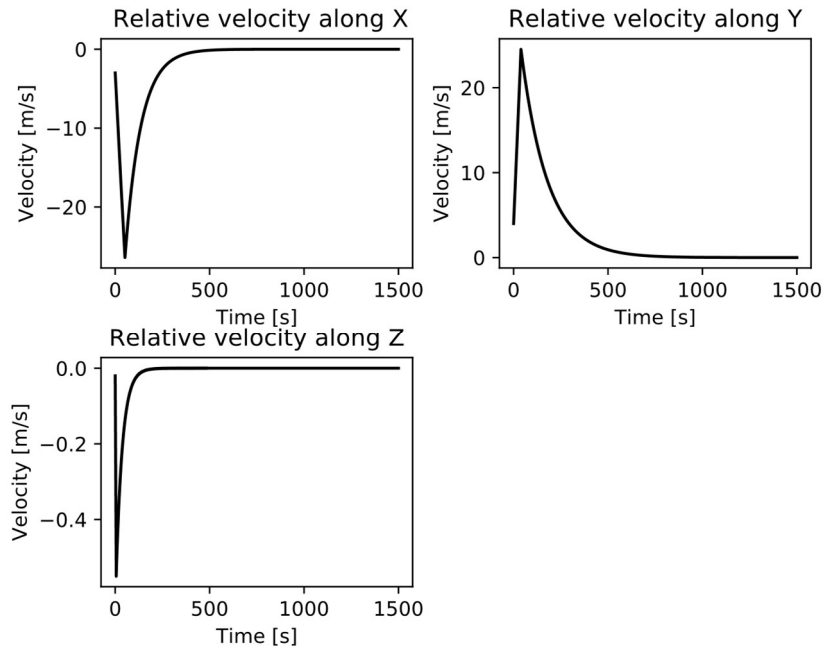 Relative velocity along X
Velocity [m/s]
0
−10
−20
0
500
1000
1500
Time [s]
Relative velocity along Y
Velocity [m/s]
20
10
0
0
500
1000
1500
Time [s]
Relative velocity along Z
Velocity [m/s]
0.0
−0.2
−0.4
0
500
1000
1500
Time [s]